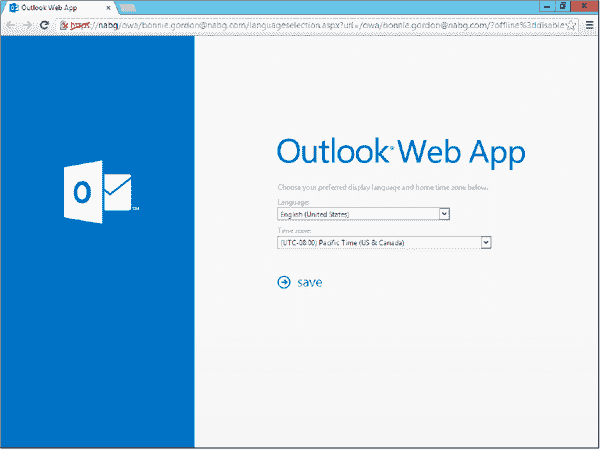 Outlook Web App
https://nabg/owa/bonnie.gordon@nabg.com/languageselection.aspx?url=/owa/bonnie.gordon@nabg.com/?offline%3ddisable
Outlook Web App
Choose your preferred display language and home time zone below.
Language:
English (United States)
Time zone:
(UTC-08:00) Pacific Time (US & Canada)
save